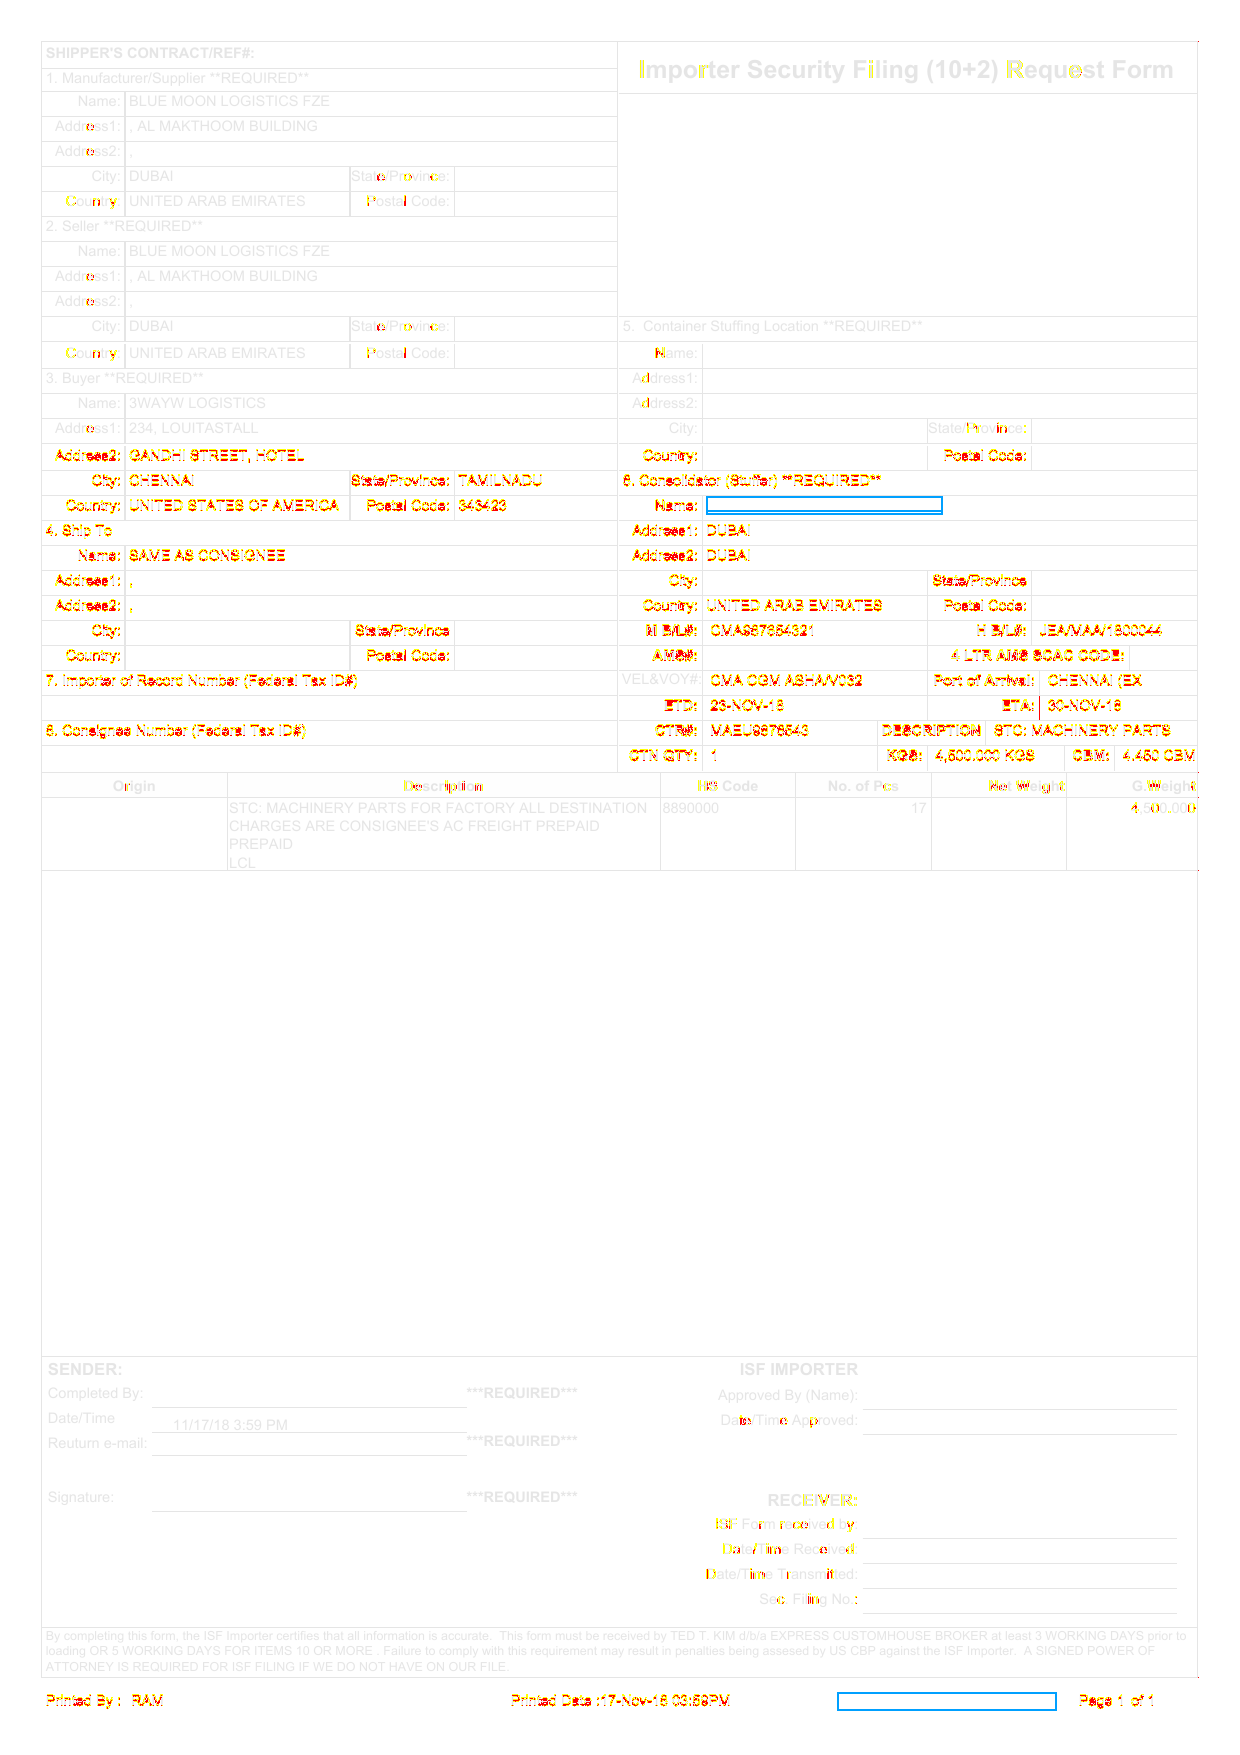 SHIPPER'S CONTRACT/REF#:
Importer Security Filing (10+2) Request Form
1. Manufacturer/Supplier **REQUIRED**
Name: BLUE MOON LOGISTICS FZE
Address1: , AL MAKTHOOM BUILDING
Address2: ,
City: DUBAI State/Province:
Country: UNITED ARAB EMIRATES Postal Code:
2. Seller **REQUIRED**
Name: BLUE MOON LOGISTICS FZE
Address1: , AL MAKTHOOM BUILDING
Address2: ,
City: DUBAI State/Province:
Country: UNITED ARAB EMIRATES Postal Code:
3. Buyer **REQUIRED**
Name: 3WAYW LOGISTICS
Address1: 234, LOUITASTALL
Address2: GANDHI STREET, HOTEL
City: CHENNAI State/Province: TAMILNADU
Country: UNITED STATES OF AMERICA Postal Code: 345423
4. Ship To
Name: SAME AS CONSIGNEE
Address1: ,
Address2: ,
City: State/Province
Country: Postal Code:
7. Importer of Record Number (Federal Tax ID#)
8. Consignee Number (Federal Tax ID#)
5. Container Stuffing Location **REQUIRED**
Name:
Address1:
Address2:
City: State/Province:
Country: Postal Code:
6. Consolidator (Stuffer) **REQUIRED**
Name:
Address1: DUBAI
Address2: DUBAI
City: State/Province
Country: UNITED ARAB EMIRATES Postal Code:
M B/L#: CMA987654321 H B/L#: JEA/MAA/1800044
AMS#: 4 LTR AMS SCAC CODE:
VEL&VOY#: CMA CGM ASHA/V032 Port of Arrival: CHENNAI (EX
ETD: 23-NOV-18 ETA: 30-NOV-18
CTR#: MAEU9876543 DESCRIPTION STC: MACHINERY PARTS
CTN QTY: 1 KGS: 4,500.000 KGS CBM: 4.450 CBM
Origin Description HS Code No. of Pcs Net Weight G.Weight
STC: MACHINERY PARTS FOR FACTORY ALL DESTINATION 8890000 17 4,500.000
CHARGES ARE CONSIGNEE'S AC FREIGHT PREPAID
PREPAID
LCL
SENDER:
Completed By: ***REQUIRED***
Date/Time 11/17/18 3:59 PM
Reuturn e-mail: ***REQUIRED***
Signature: ***REQUIRED***
ISF IMPORTER
Approved By (Name):
Date/Time Approved:
RECEIVER:
ISF Form received by:
Date/Time Received:
Date/Time Transmitted:
Sec. Filing No.:
By completing this form, the ISF Importer certifies that all information is accurate. This form must be received by TED T. KIM d/b/a EXPRESS CUSTOMHOUSE BROKER at least 3 WORKING DAYS prior to
loading OR 5 WORKING DAYS FOR ITEMS 10 OR MORE . Failure to comply with this requirement may result in penalties being assesed by US CBP against the ISF Importer. A SIGNED POWER OF
ATTORNEY IS REQUIRED FOR ISF FILING IF WE DO NOT HAVE ON OUR FILE.
Printed By : RAM Printed Date :17-Nov-18 03:59PM Page 1 of 1